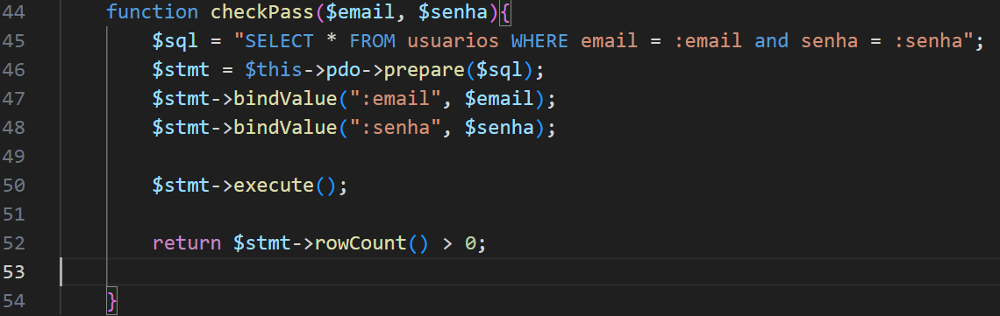 44 function checkPass($email, $senha){
45 $sql = "SELECT * FROM usuarios WHERE email = :email and senha = :senha";
46 $stmt = $this->pdo->prepare($sql);
47 $stmt->bindValue(":email", $email);
48 $stmt->bindValue(":senha", $senha);
49
50 $stmt->execute();
51
52 return $stmt->rowCount() > 0;
53
54 }